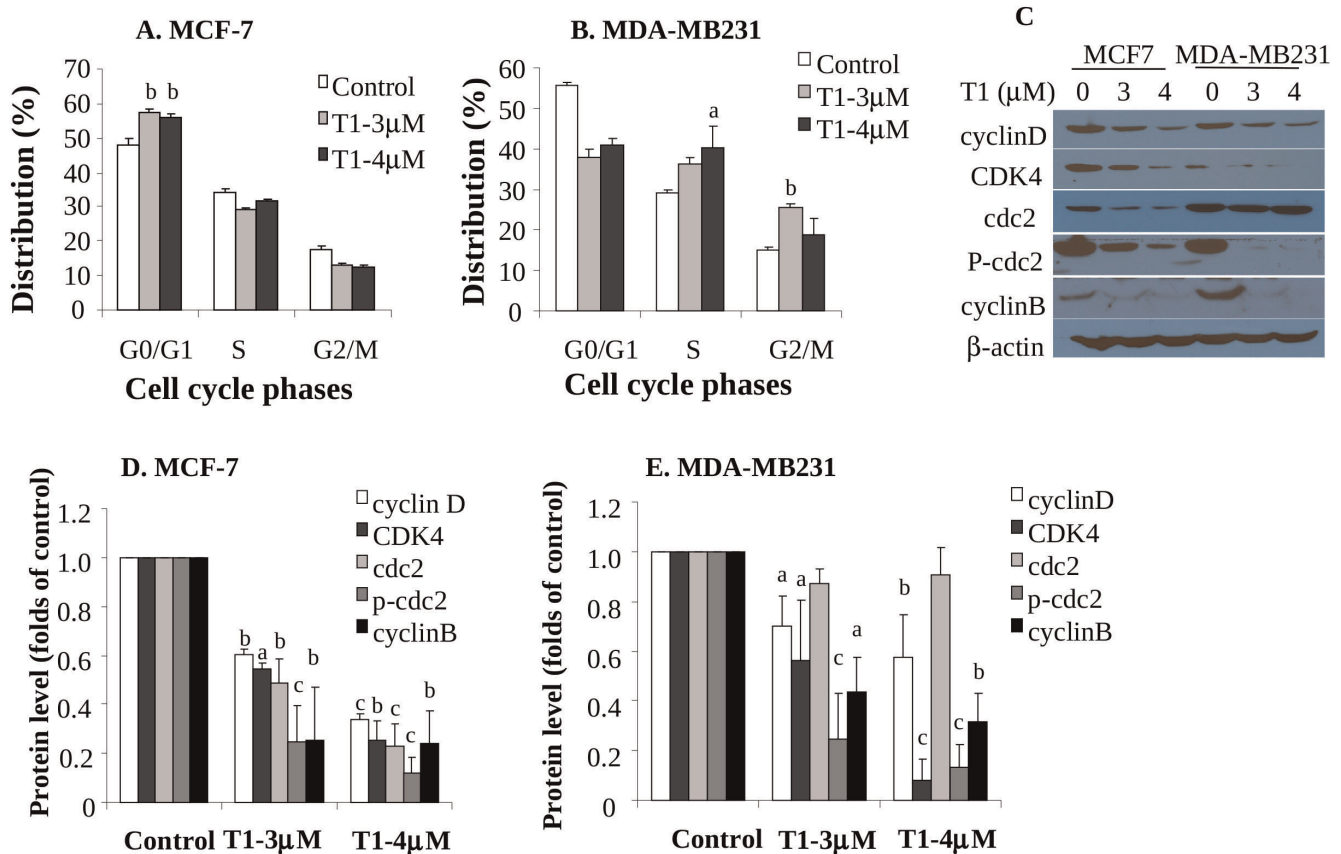 A. MCF-7
Distribution (%)
70
60
50
40
30
20
10
0
b b
Control
T1-3μM
T1-4μM
G0/G1 S G2/M
Cell cycle phases
B. MDA-MB231
Distribution (%)
60
50
40
30
20
10
0
a
b
Control
T1-3μM
T1-4μM
G0/G1 S G2/M
Cell cycle phases
C
MCF7 MDA-MB231
T1 (μM) 0 3 4 0 3 4
cyclinD
CDK4
cdc2
P-cdc2
cyclinB
β-actin
D. MCF-7
Protein level (folds of control)
1.2
1.0
0.8
0.6
0.4
0.2
0
b a b c b
c b c c b
cyclin D
CDK4
cdc2
p-cdc2
cyclinB
Control T1-3μM T1-4μM
E. MDA-MB231
Protein level (folds of control)
1.2
1.0
0.8
0.6
0.4
0.2
0
a a c a
b c c b
cyclinD
CDK4
cdc2
p-cdc2
cyclinB
Control T1-3μM T1-4μM